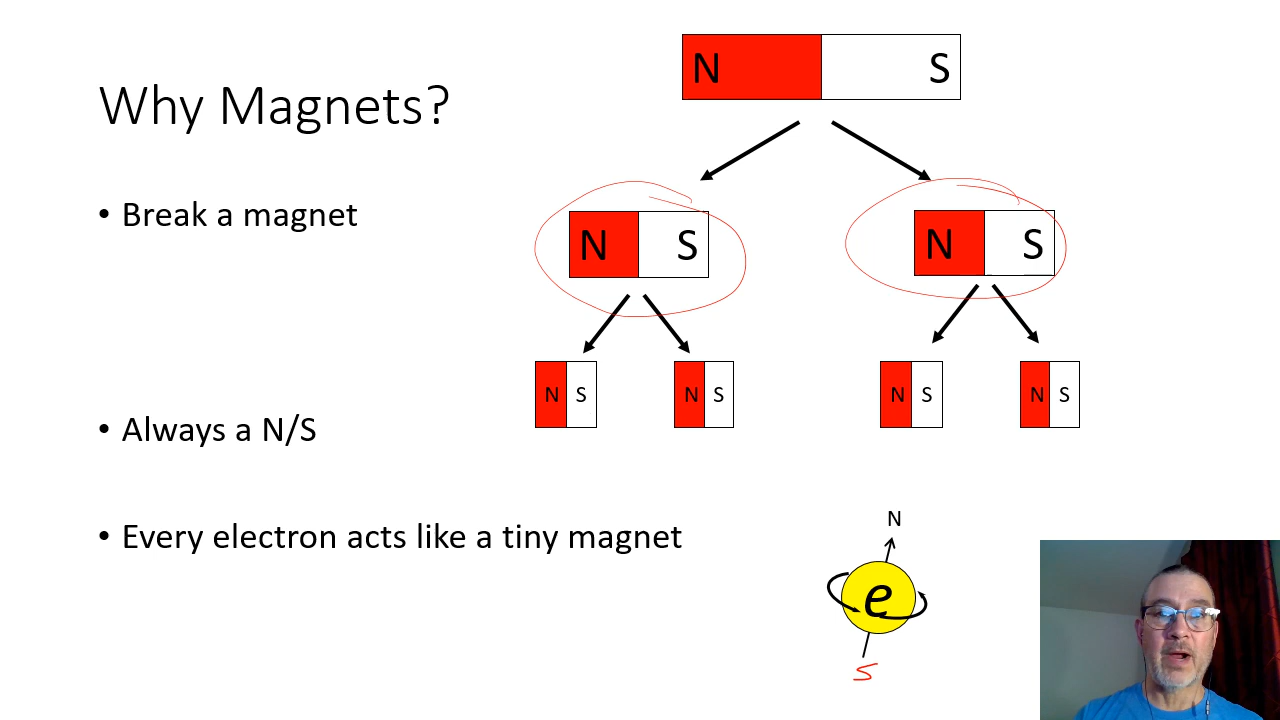 N S
Why Magnets?
• Break a magnet
N S
N S
N S
N S
N S
N S
• Always a N/S
• Every electron acts like a tiny magnet
N
e
S